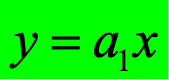 y = a₁x